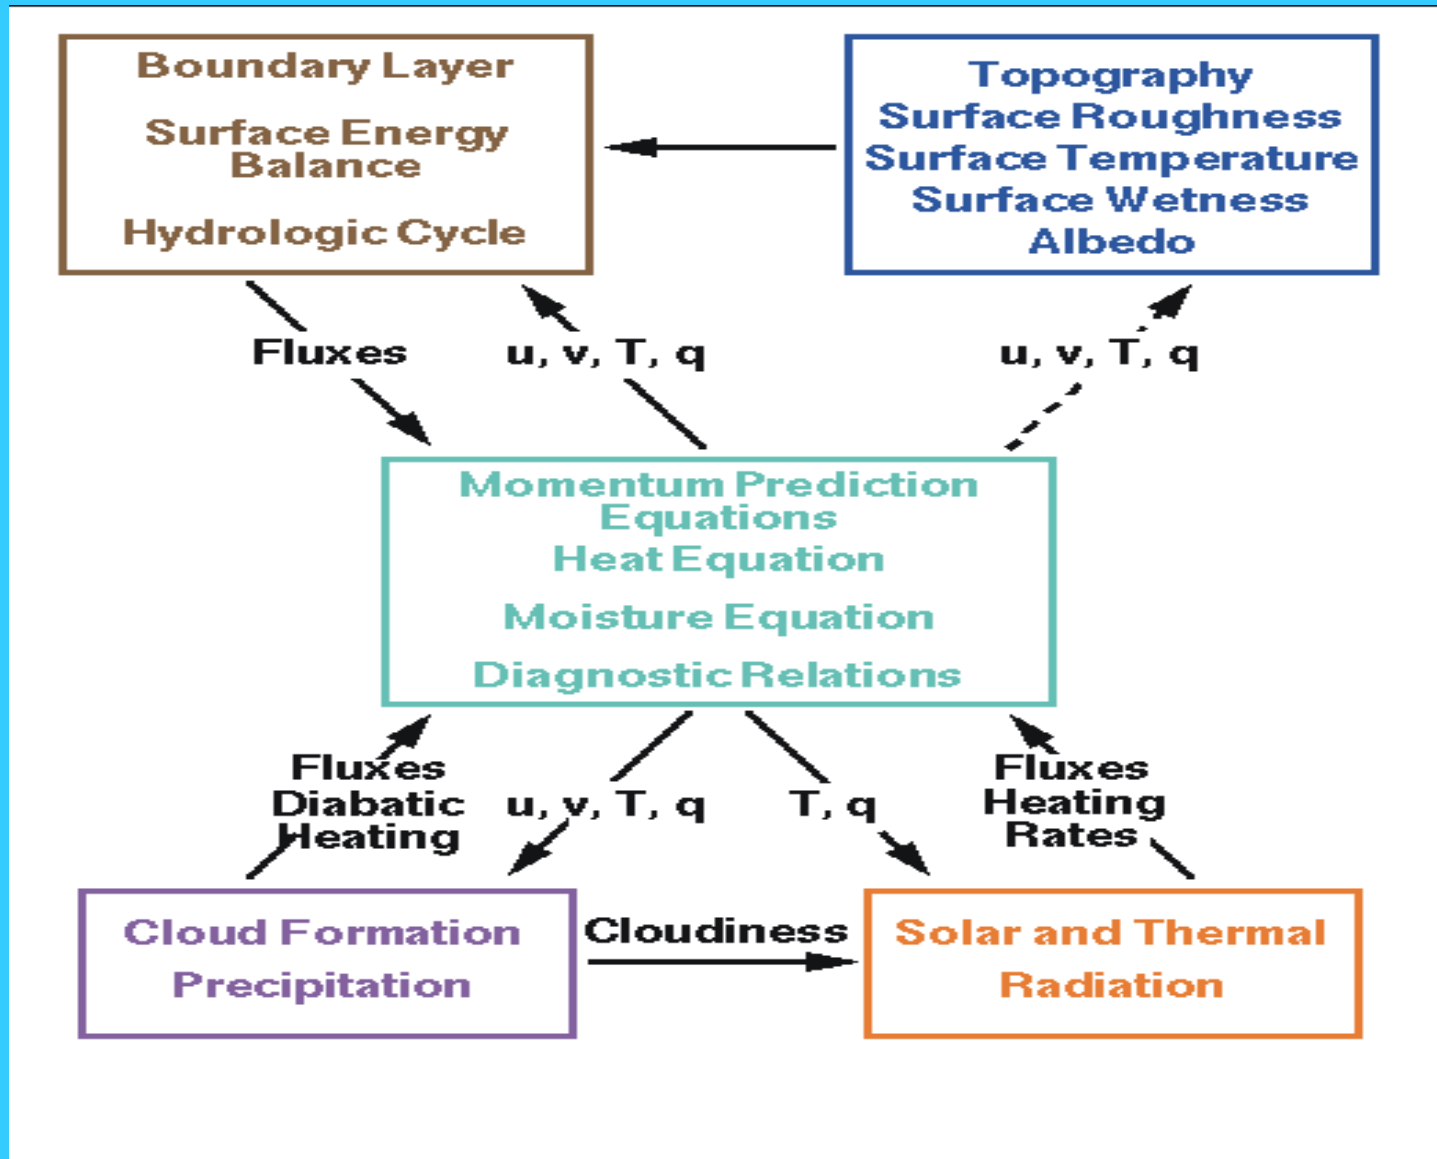 Boundary Layer
Surface Energy
Balance
Hydrologic Cycle
Topography
Surface Roughness
Surface Temperature
Surface Wetness
Albedo
Fluxes
u, v, T, q
u, v, T, q
Momentum Prediction
Equations
Heat Equation
Moisture Equation
Diagnostic Relations
Fluxes
Diabatic
Heating
u, v, T, q
T, q
Fluxes
Heating
Rates
Cloud Formation
Precipitation
Cloudiness
Solar and Thermal
Radiation